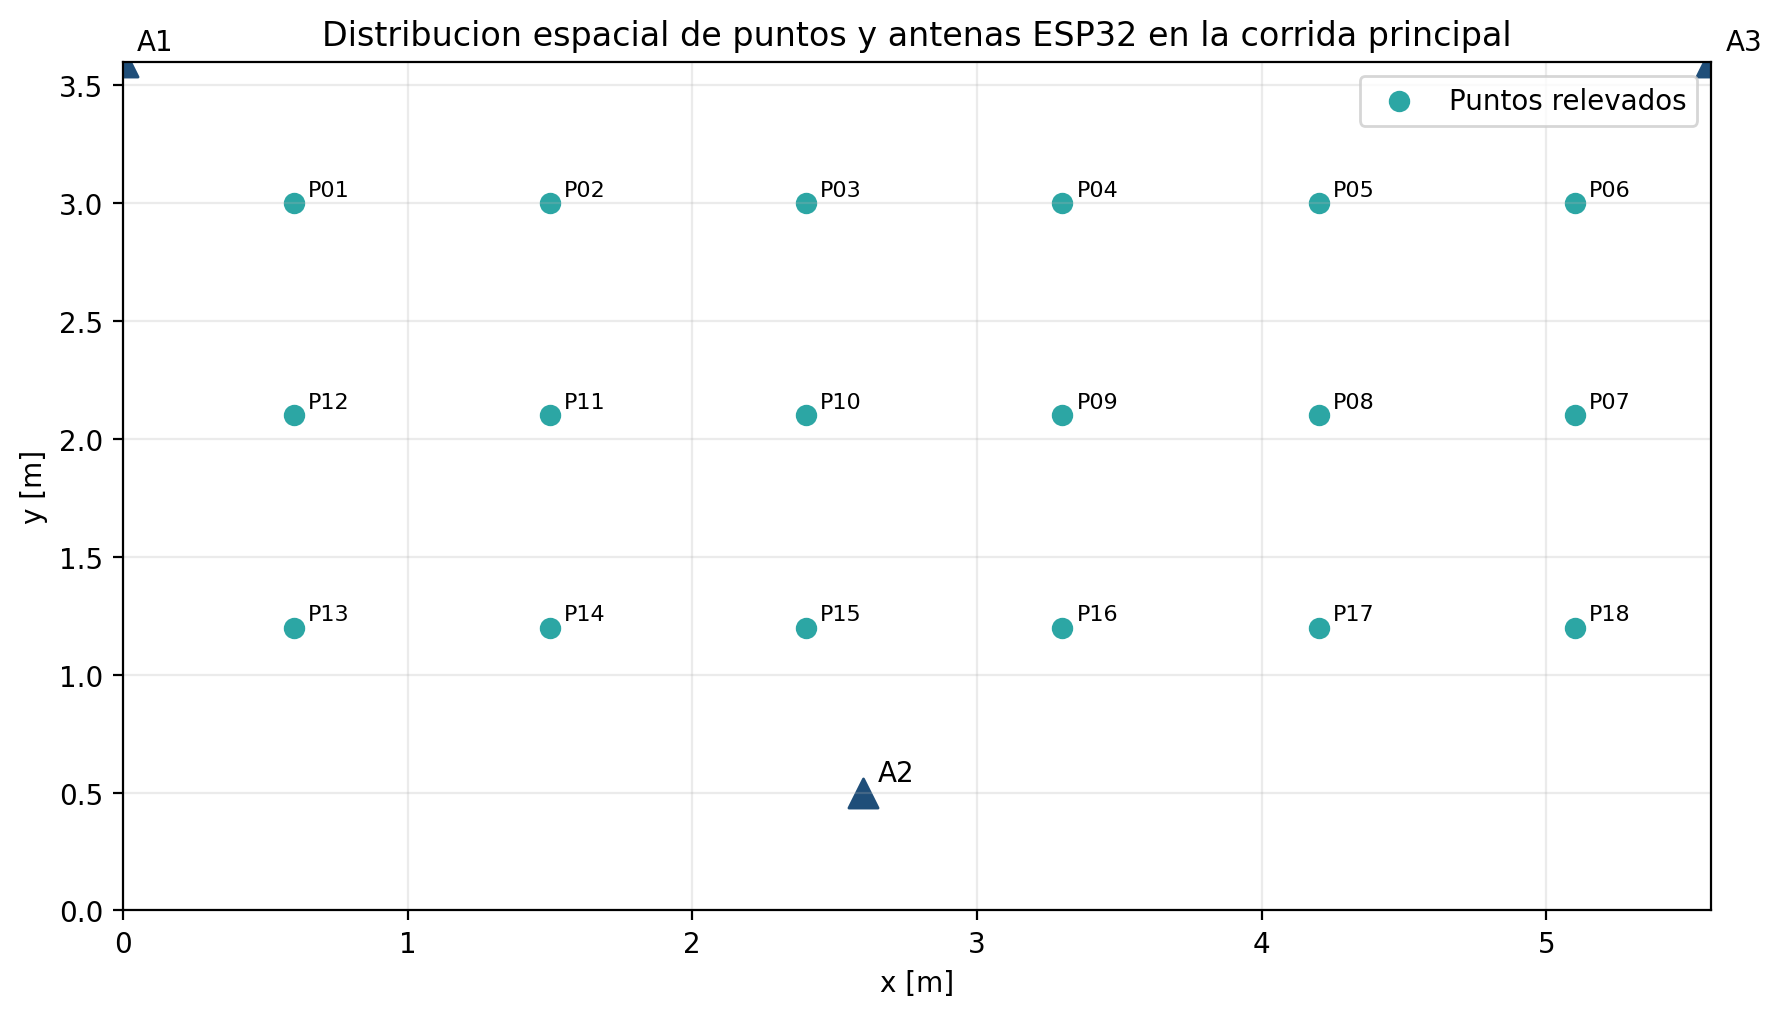 Distribucion espacial de puntos y antenas ESP32 en la corrida principal
A1
A3
Puntos relevados
3.5
P01 P02 P03 P04 P05 P06
3.0
2.5
P12 P11 P10 P09 P08 P07
2.0
y [m]
1.5
P13 P14 P15 P16 P17 P18
1.0
A2
0.5
0.0
0 1 2 3 4 5
x [m]